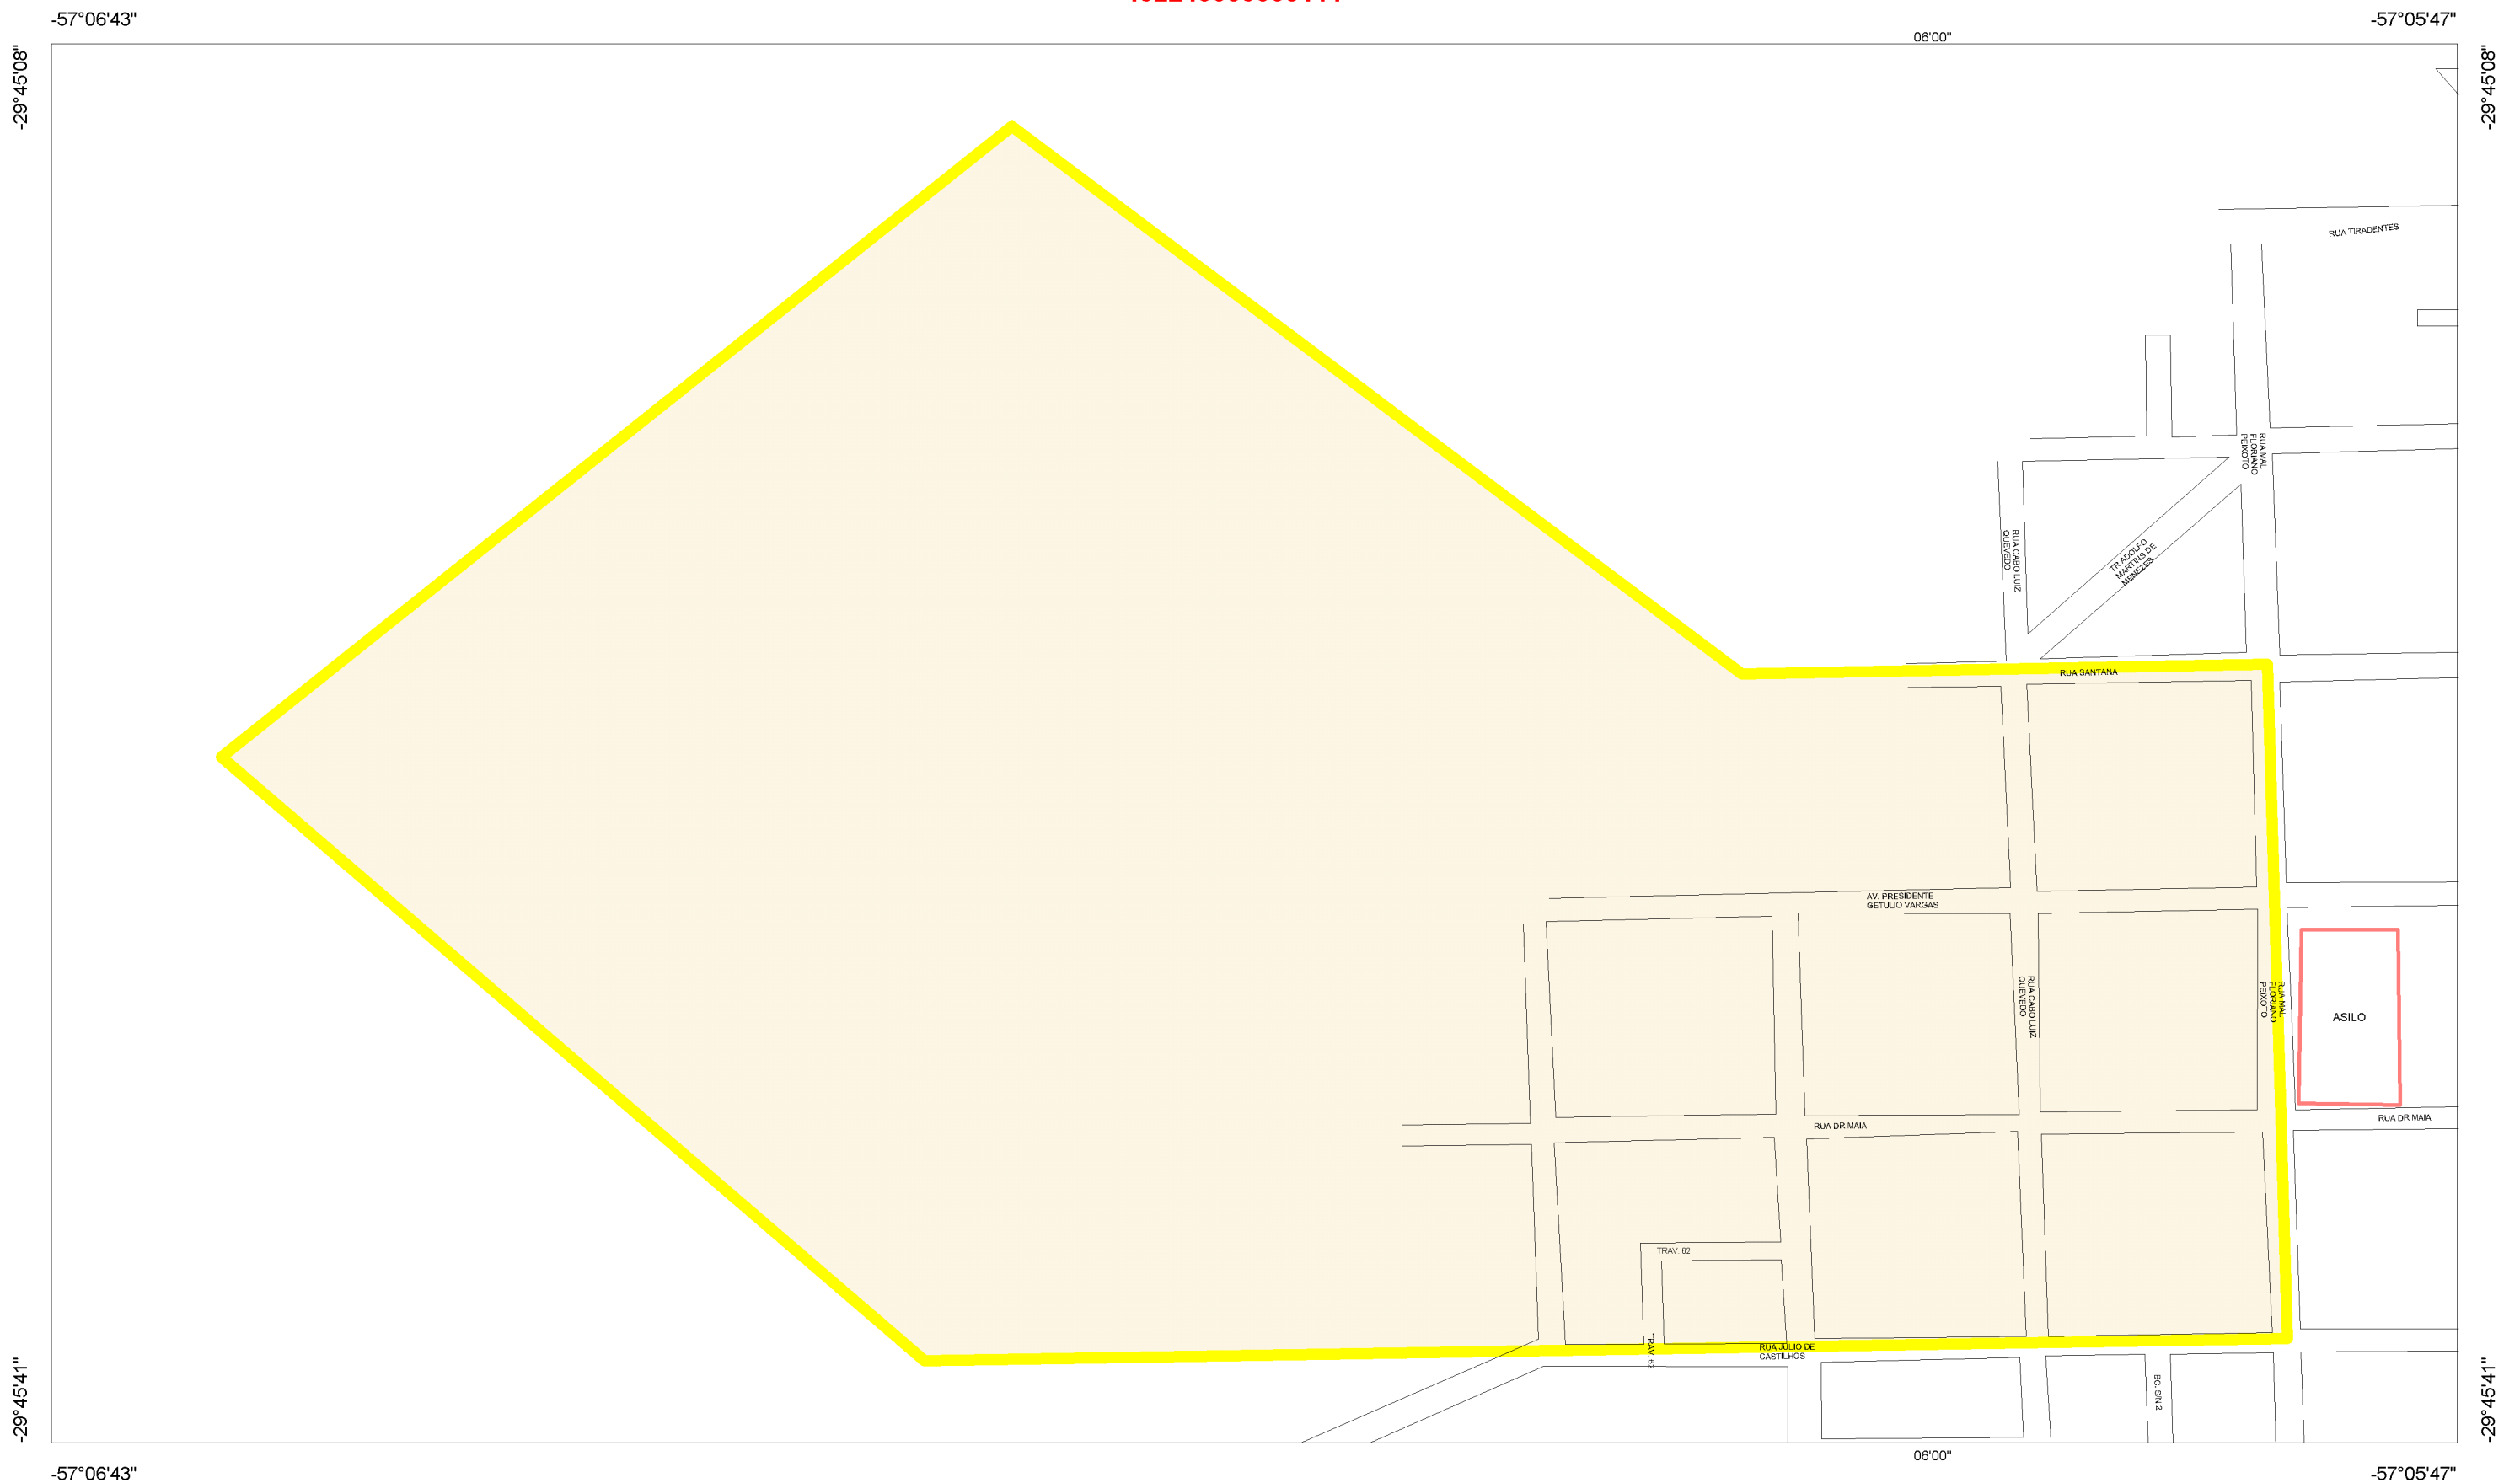 -57°06'43"
-57°05'47"
-29°45'08"
06'00"
-29°45'08"
RUA TIRADENTES
RUA MAL
FLORIANO
PEIXOTO
RUA CABO LUIZ
QUEVEDO
TR ADOLFO
MARTINS DE
MENEZES
RUA SANTANA
AV. PRESIDENTE
GETULIO VARGAS
RUA CABO LUIZ
QUEVEDO
RUA MAL
FLORIANO
PEIXOTO
ASILO
RUA DR MAIA
RUA DR MAIA
TRAV. 62
TRAV. 62
RUA JULIO DE
CASTILHOS
BC. S/N 2
-29°45'41"
-29°45'41"
06'00"
-57°06'43"
-57°05'47"